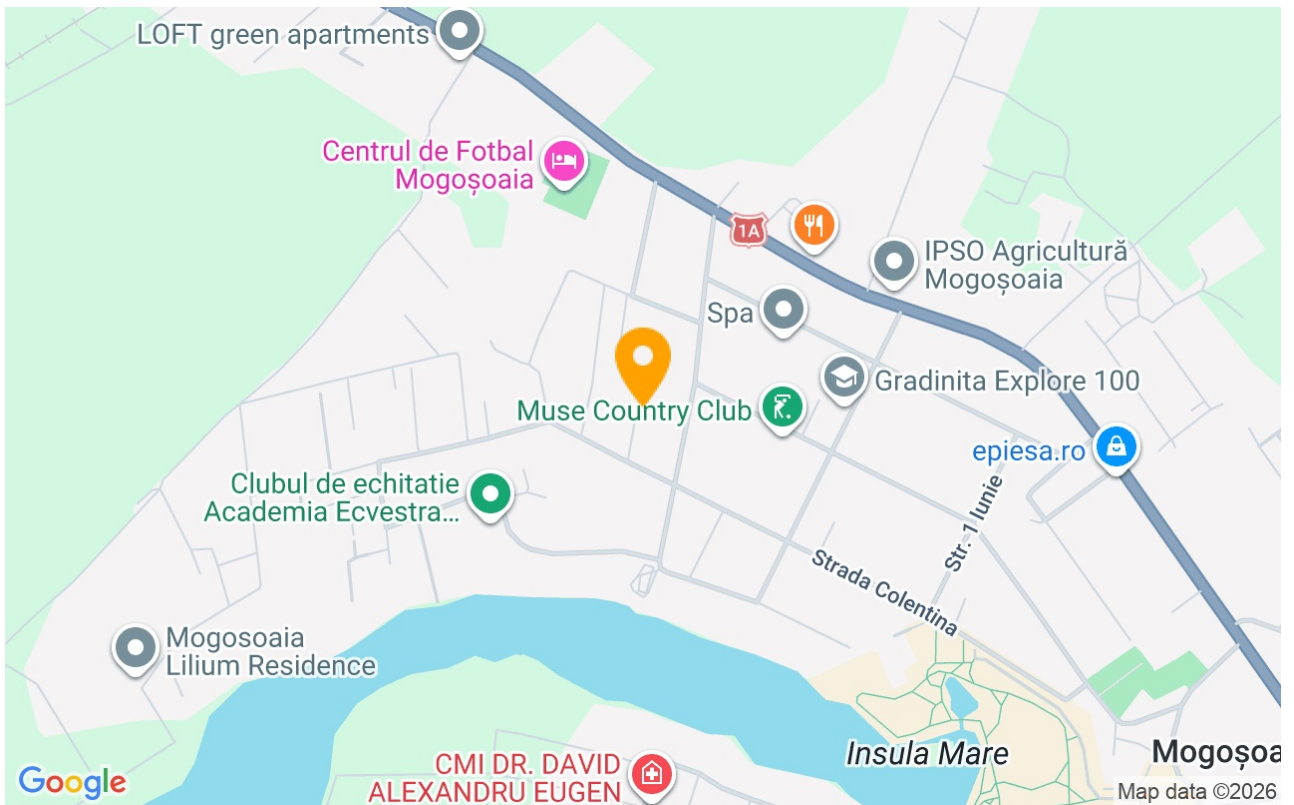 LOFT green apartments
Centrul de Fotbal
Mogoșoaia
1A
IPSO Agricultură
Mogoșoaia
Spa
Gradinita Explore 100
Muse Country Club
epiesa.ro
Clubul de echitatie
Academia Ecvestra...
Str. 1 Iunie
Strada Colentina
Mogosoaia
Lilium Residence
Insula Mare
Mogoșoa
CMI DR. DAVID
ALEXANDRU EUGEN
Google
Map data ©2026